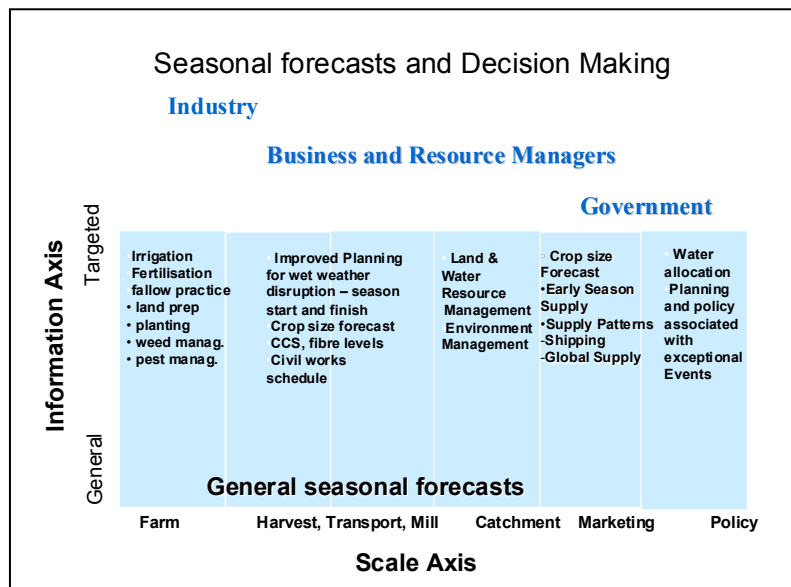 Seasonal forecasts and Decision Making
Industry
Business and Resource Managers
Government
Information Axis
Targeted
General
•Irrigation
•Fertilisation
fallow practice
• land prep
• planting
• weed manag.
• pest manag.
• Improved Planning
for wet weather
disruption – season
start and finish
•Crop size forecast
•CCS, fibre levels
•Civil works
schedule
• Land &
Water
Resource
Management
•Environment
Management
• Crop size
Forecast
•Early Season
Supply
•Supply Patterns
-Shipping
-Global Supply
• Water
allocation
•Planning
and policy
associated
with
exceptional
Events
General seasonal forecasts
Farm
Harvest, Transport, Mill
Catchment
Marketing
Policy
Scale Axis